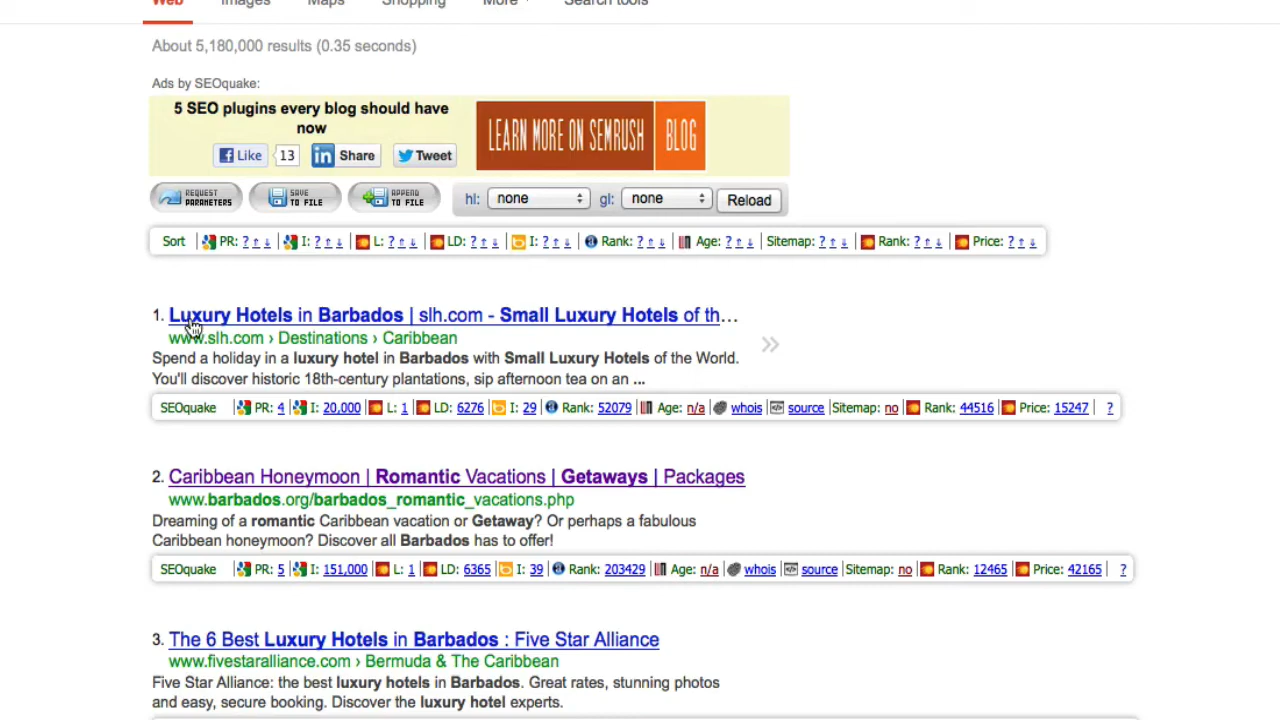 Web Images Maps Shopping More Search tools
About 5,180,000 results (0.35 seconds)
Ads by SEOquake:
5 SEO plugins every blog should have
now
Like 13 in Share Tweet
LEARN MORE ON SEMRUSH BLOG
REQUEST PARAMETERS SAVE TO FILE APPEND TO FILE hl: none gl: none Reload
Sort PR: ? ↑ ↓ I: ? ↑ ↓ L: ? ↑ ↓ LD: ? ↑ ↓ I: ? ↑ ↓ Rank: ? ↑ ↓ Age: ? ↑ ↓ Sitemap: ? ↑ ↓ Rank: ? ↑ ↓ Price: ? ↑ ↓
1. Luxury Hotels in Barbados | slh.com - Small Luxury Hotels of th...
www.slh.com › Destinations › Caribbean
Spend a holiday in a luxury hotel in Barbados with Small Luxury Hotels of the World.
You'll discover historic 18th-century plantations, sip afternoon tea on an ...
SEOquake PR: 4 I: 20,000 L: 1 LD: 6276 I: 29 Rank: 52079 Age: n/a whois source Sitemap: no Rank: 44516 Price: 15247 ?
2. Caribbean Honeymoon | Romantic Vacations | Getaways | Packages
www.barbados.org/barbados_romantic_vacations.php
Dreaming of a romantic Caribbean vacation or Getaway? Or perhaps a fabulous
Caribbean honeymoon? Discover all Barbados has to offer!
SEOquake PR: 5 I: 151,000 L: 1 LD: 6365 I: 39 Rank: 203429 Age: n/a whois source Sitemap: no Rank: 12465 Price: 42165 ?
3. The 6 Best Luxury Hotels in Barbados : Five Star Alliance
www.fivestaralliance.com › Bermuda & The Caribbean
Five Star Alliance: the best luxury hotels in Barbados. Great rates, stunning photos
and easy, secure booking. Discover the luxury hotel experts.